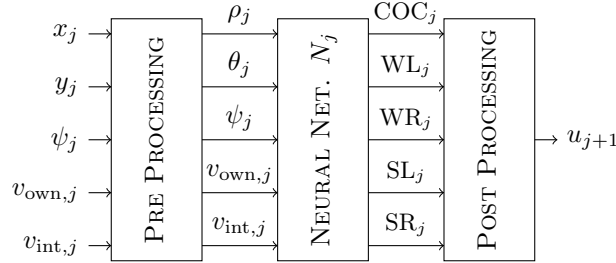 x_j
y_j
ψ_j
v_own,j
v_int,j
PRE PROCESSING
ρ_j
θ_j
ψ_j
v_own,j
v_int,j
NEURAL NET. N_j
COC_j
WL_j
WR_j
SL_j
SR_j
POST PROCESSING
u_j+1